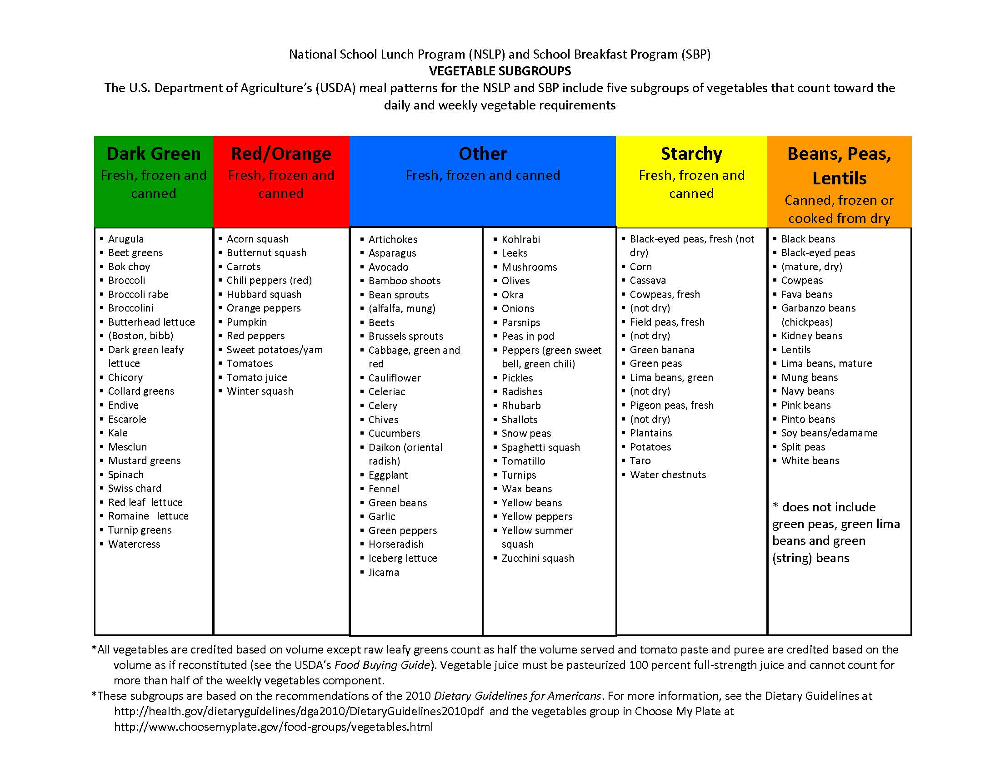 National School Lunch Program (NSLP) and School Breakfast Program (SBP)
VEGETABLE SUBGROUPS
The U.S. Department of Agriculture’s (USDA) meal patterns for the NSLP and SBP include five subgroups of vegetables that count toward the
daily and weekly vegetable requirements
Dark Green
Fresh, frozen and
canned
▪ Arugula
▪ Beet greens
▪ Bok choy
▪ Broccoli
▪ Broccoli rabe
▪ Broccolini
▪ Butterhead lettuce
▪ (Boston, bibb)
▪ Dark green leafy
lettuce
▪ Chicory
▪ Collard greens
▪ Endive
▪ Escarole
▪ Kale
▪ Mesclun
▪ Mustard greens
▪ Spinach
▪ Swiss chard
▪ Red leaf lettuce
▪ Romaine lettuce
▪ Turnip greens
▪ Watercress
Red/Orange
Fresh, frozen and
canned
▪ Acorn squash
▪ Butternut squash
▪ Carrots
▪ Chili peppers (red)
▪ Hubbard squash
▪ Orange peppers
▪ Pumpkin
▪ Red peppers
▪ Sweet potatoes/yam
▪ Tomatoes
▪ Tomato juice
▪ Winter squash
Other
Fresh, frozen and canned
▪ Artichokes
▪ Asparagus
▪ Avocado
▪ Bamboo shoots
▪ Bean sprouts
▪ (alfalfa, mung)
▪ Beets
▪ Brussels sprouts
▪ Cabbage, green and
red
▪ Cauliflower
▪ Celeriac
▪ Celery
▪ Chives
▪ Cucumbers
▪ Daikon (oriental
radish)
▪ Eggplant
▪ Fennel
▪ Green beans
▪ Garlic
▪ Green peppers
▪ Horseradish
▪ Iceberg lettuce
▪ Jicama
▪ Kohlrabi
▪ Leeks
▪ Mushrooms
▪ Olives
▪ Okra
▪ Onions
▪ Parsnips
▪ Peas in pod
▪ Peppers (green sweet
bell, green chili)
▪ Pickles
▪ Radishes
▪ Rhubarb
▪ Shallots
▪ Snow peas
▪ Spaghetti squash
▪ Tomatillo
▪ Turnips
▪ Wax beans
▪ Yellow beans
▪ Yellow peppers
▪ Yellow summer
squash
▪ Zucchini squash
Starchy
Fresh, frozen and
canned
▪ Black-eyed peas, fresh (not
dry)
▪ Corn
▪ Cassava
▪ Cowpeas, fresh
▪ (not dry)
▪ Field peas, fresh
▪ (not dry)
▪ Green banana
▪ Green peas
▪ Lima beans, green
▪ (not dry)
▪ Pigeon peas, fresh
▪ (not dry)
▪ Plantains
▪ Potatoes
▪ Taro
▪ Water chestnuts
Beans, Peas,
Lentils
Canned, frozen or
cooked from dry
▪ Black beans
▪ Black-eyed peas
▪ (mature, dry)
▪ Cowpeas
▪ Fava beans
▪ Garbanzo beans
(chickpeas)
▪ Kidney beans
▪ Lentils
▪ Lima beans, mature
▪ Mung beans
▪ Navy beans
▪ Pink beans
▪ Pinto beans
▪ Soy beans/edamame
▪ Split peas
▪ White beans
* does not include
green peas, green lima
beans and green
(string) beans
*All vegetables are credited based on volume except raw leafy greens count as half the volume served and tomato paste and puree are credited based on the
volume as if reconstituted (see the USDA’s Food Buying Guide). Vegetable juice must be pasteurized 100 percent full-strength juice and cannot count for
more than half of the weekly vegetables component.
*These subgroups are based on the recommendations of the 2010 Dietary Guidelines for Americans. For more information, see the Dietary Guidelines at
http://health.gov/dietaryguidelines/dga2010/DietaryGuidelines2010pdf and the vegetables group in Choose My Plate at
http://www.choosemyplate.gov/food-groups/vegetables.html